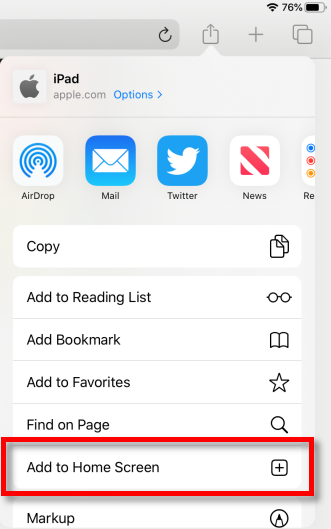 76%
iPad
apple.com Options >
AirDrop Mail Twitter News Re
Copy
Add to Reading List
Add Bookmark
Add to Favorites
Find on Page
Add to Home Screen
Markup